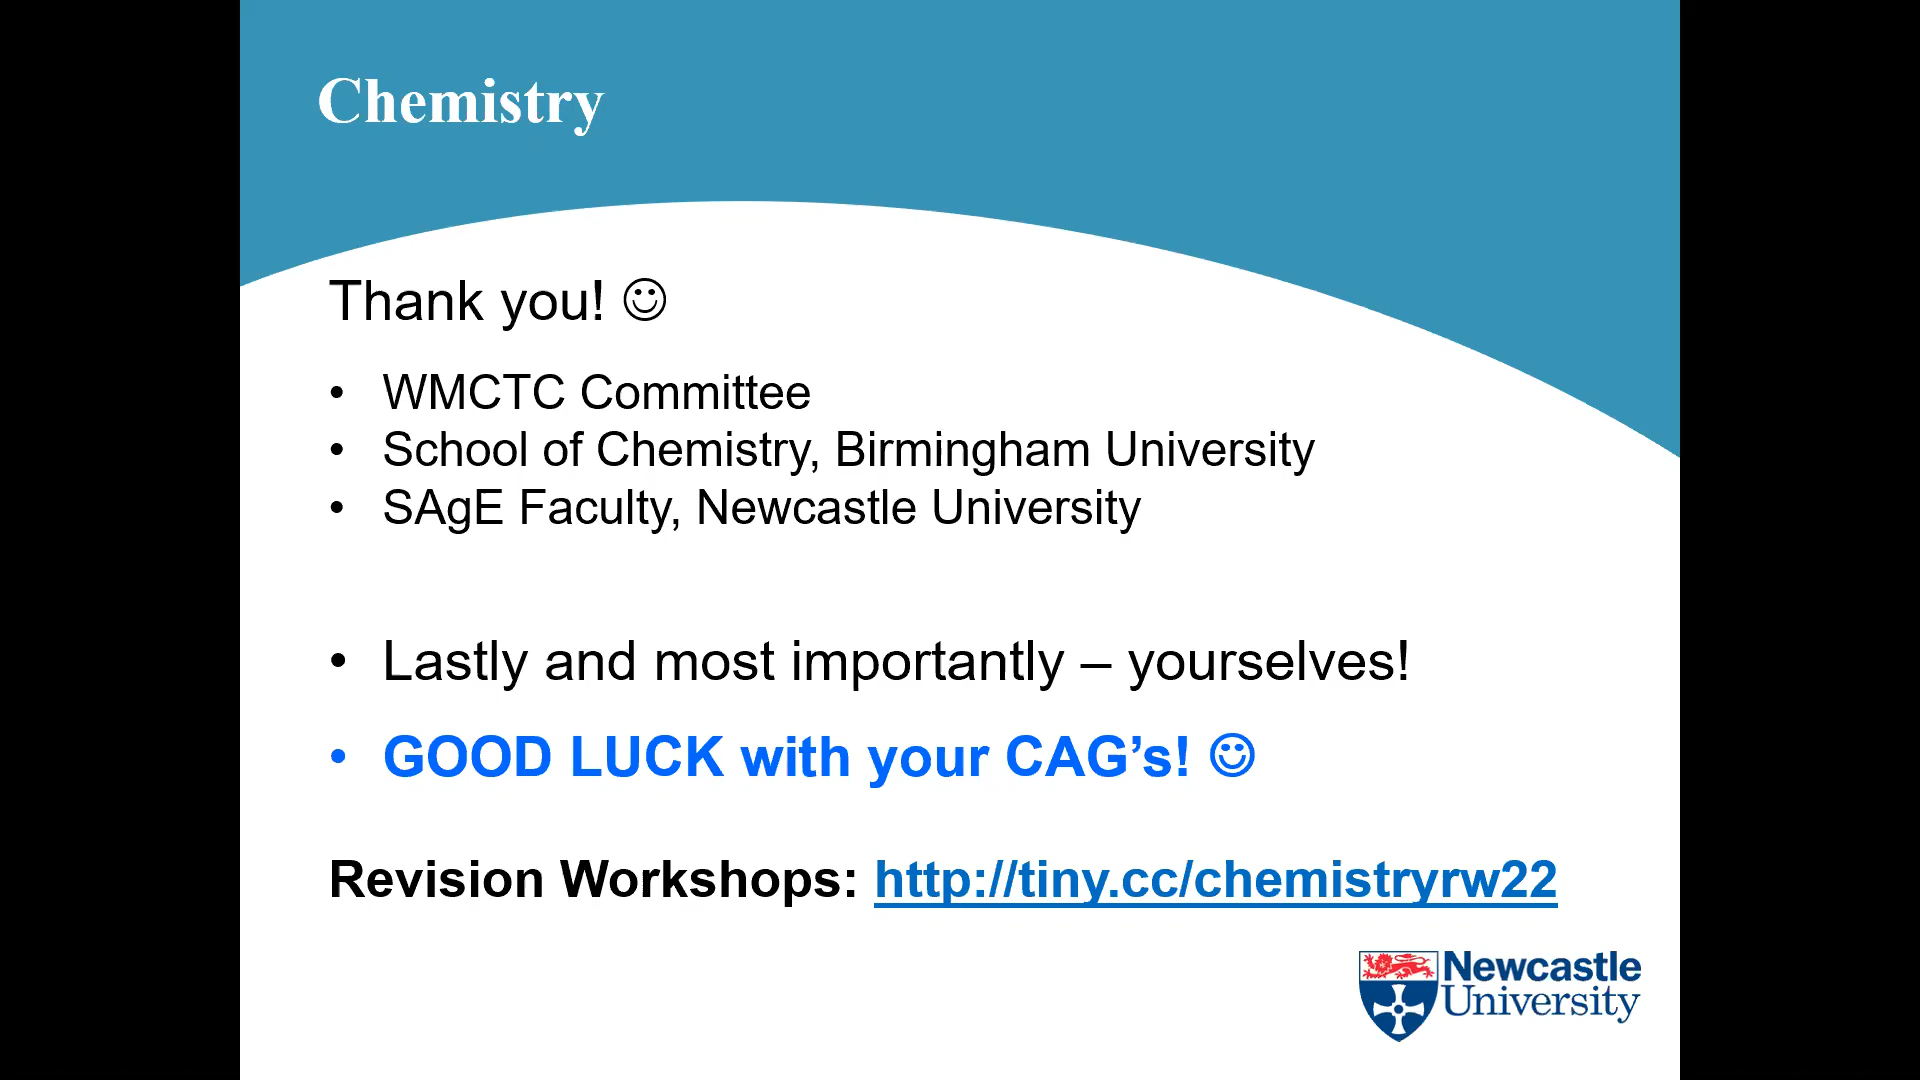 Chemistry
Thank you! ☺
• WMCTC Committee
• School of Chemistry, Birmingham University
• SAgE Faculty, Newcastle University
• Lastly and most importantly – yourselves!
• GOOD LUCK with your CAG’s! ☺
Revision Workshops: http://tiny.cc/chemistryrw22
Newcastle
University